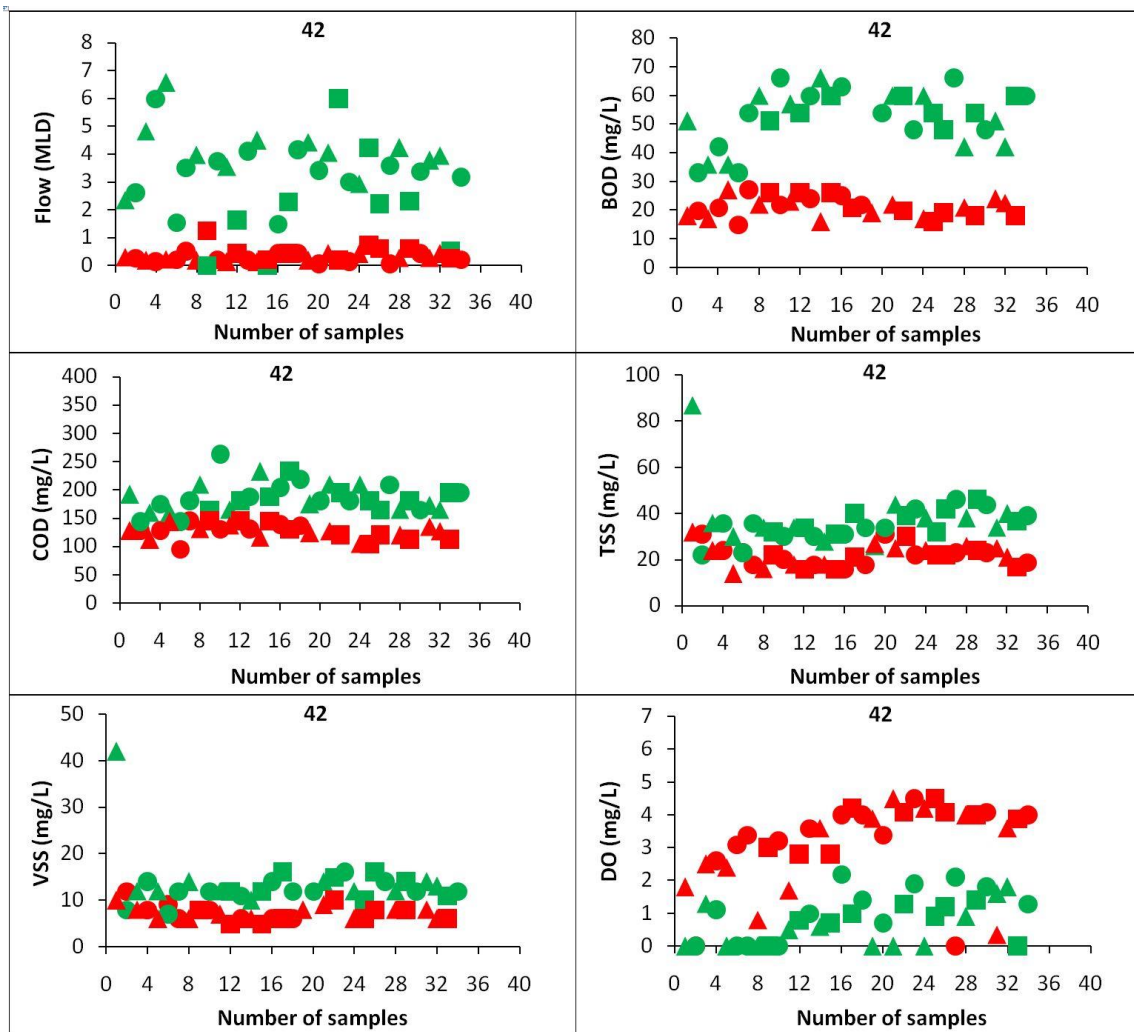 42
Flow (MLD)
8
7
6
5
4
3
2
1
0
0 4 8 12 16 20 24 28 32 36 40
Number of samples
42
BOD (mg/L)
80
70
60
50
40
30
20
10
0
0 4 8 12 16 20 24 28 32 36 40
Number of samples
42
COD (mg/L)
400
350
300
250
200
150
100
50
0
0 4 8 12 16 20 24 28 32 36 40
Number of samples
42
TSS (mg/L)
100
80
60
40
20
0
0 4 8 12 16 20 24 28 32 36 40
Number of samples
42
VSS (mg/L)
50
40
30
20
10
0
0 4 8 12 16 20 24 28 32 36 40
Number of samples
42
DO (mg/L)
7
6
5
4
3
2
1
0
0 4 8 12 16 20 24 28 32 36 40
Number of samples